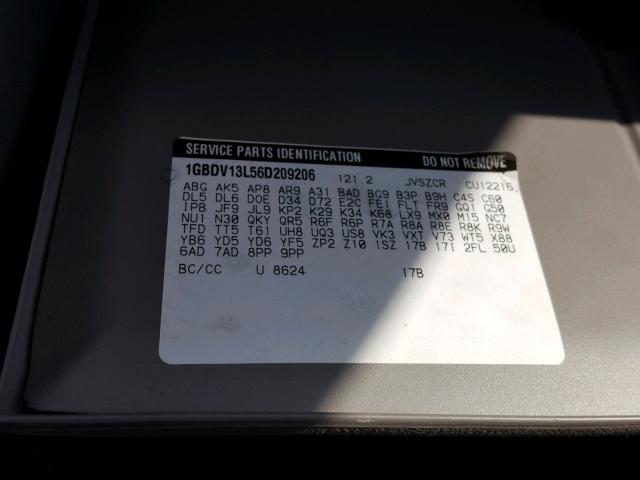 SERVICE PARTS IDENTIFICATION DO NOT REMOVE
1GBDV13L56D209206 121.2 JVSZCR CU12215
ABG AK5 AP8 AR9 A31 BAD BG9 B3P B9H C4S C60
DL5 DL6 D0E D34 D72 E2C FE1 FLT FR9 GQ1 G50
IPB JF9 JL9 KP2 K29 K34 K68 LX9 MX0 M15 NC7
NU1 N30 QKY QR5 R6F R6P R7A R8A R8E R8K R9W
TFD TT5 T61 UH8 UQ3 US8 VK3 VXT V73 WT5 X88
YB6 YD5 YD6 YF5 ZP2 Z10 1SZ 17B 17I 2FL 50U
6AD 7AD 8PP 9PP
BC/CC U 8624 17B